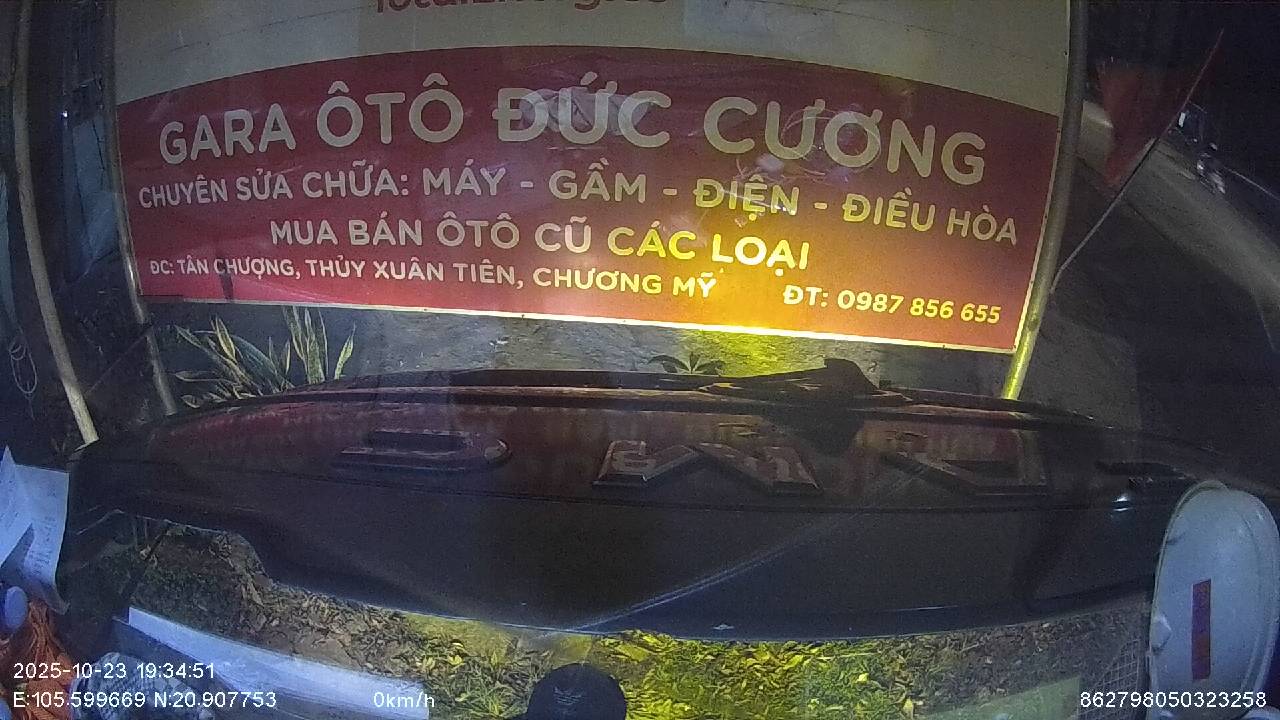 GARA ÔTÔ ĐỨC CƯƠNG
CHUYÊN SỬA CHỮA: MÁY - GẦM - ĐIỆN - ĐIỀU HÒA
MUA BÁN ÔTÔ CŨ CÁC LOẠI
ĐC: TÂN CHƯỢNG, THỦY XUÂN TIÊN, CHƯƠNG MỸ
ĐT: 0987 856 655
2025-10-23 19:34:51
E:105.599669 N:20.907753
0km/h
862798050323258